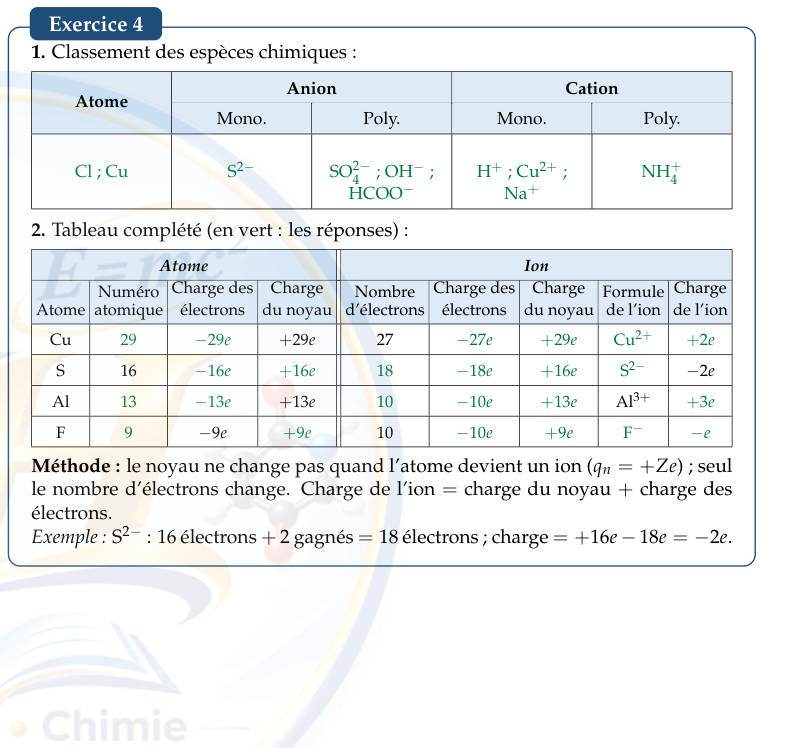 Exercice 4
1. Classement des espèces chimiques :
Atome Anion Cation
Mono. Poly. Mono. Poly.
Cl ; Cu S²⁻ SO₄²⁻ ; OH⁻ ; HCOO⁻ H⁺ ; Cu²⁺ ; Na⁺ NH₄⁺
2. Tableau complété (en vert : les réponses) :
E=mc²
Atome Ion
Atome Numéro atomique Charge des électrons Charge du noyau Nombre d'électrons Charge des électrons Charge du noyau Formule de l'ion Charge de l'ion
Cu 29 −29e +29e 27 −27e +29e Cu²⁺ +2e
S 16 −16e +16e 18 −18e +16e S²⁻ −2e
Al 13 −13e +13e 10 −10e +13e Al³⁺ +3e
F 9 −9e +9e 10 −10e +9e F⁻ −e
Méthode : le noyau ne change pas quand l'atome devient un ion (qₙ = +Ze) ; seul
le nombre d'électrons change. Charge de l'ion = charge du noyau + charge des
électrons.
Exemple : S²⁻ : 16 électrons + 2 gagnés = 18 électrons ; charge = +16e − 18e = −2e.
Chimie